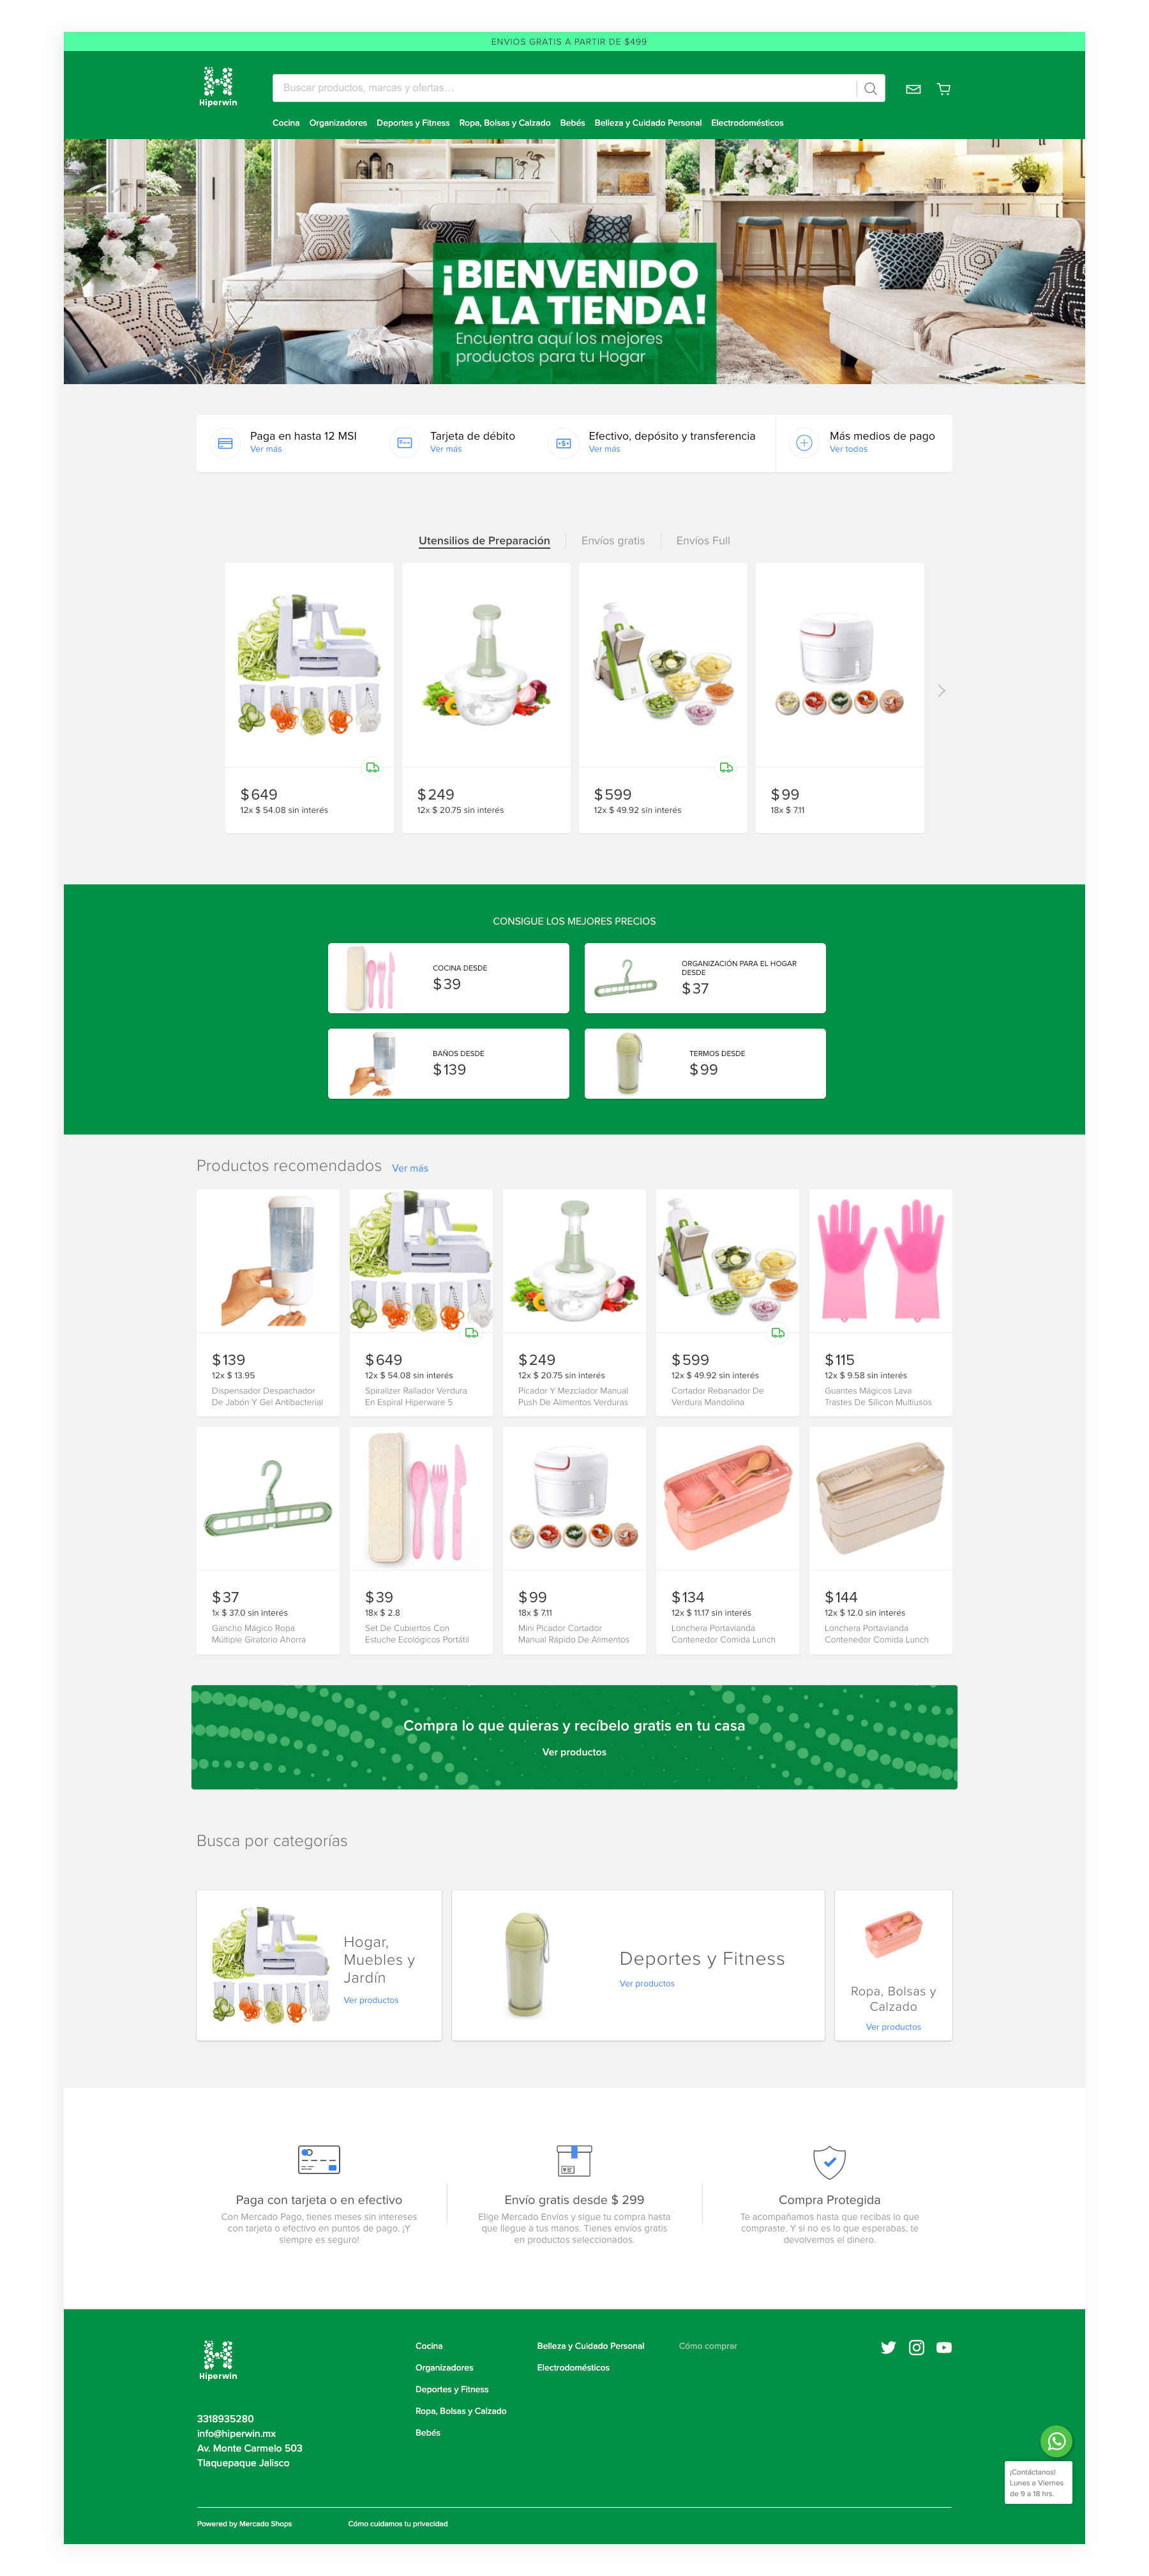 ENVIOS GRATIS A PARTIR DE $499
Hiperwin
Buscar productos, marcas y ofertas...
Cocina Organizadores Deportes y Fitness Ropa, Bolsas y Calzado Bebés Belleza y Cuidado Personal Electrodomésticos
¡BIENVENIDO
A LA TIENDA!
Encuentra aquí los mejores
productos para tu Hogar
Paga en hasta 12 MSI
Ver más
Tarjeta de débito
Ver más
Efectivo, depósito y transferencia
Ver más
Más medios de pago
Ver todos
Utensilios de Preparación Envíos gratis Envíos Full
$ 649
12x $ 54.08 sin interés
$ 249
12x $ 20.75 sin interés
$ 599
12x $ 49.92 sin interés
$ 99
18x $ 7.11
CONSIGUE LOS MEJORES PRECIOS
COCINA DESDE
$ 39
ORGANIZACIÓN PARA EL HOGAR
DESDE
$ 37
BAÑOS DESDE
$ 139
TERMOS DESDE
$ 99
Productos recomendados Ver más
$ 139
12x $ 13.95
Dispensador Despachador
De Jabón Y Gel Antibacterial
$ 649
12x $ 54.08 sin interés
Spiralizer Rallador Verdura
En Espiral Hiperware 5
$ 249
12x $ 20.75 sin interés
Picador Y Mezclador Manual
Push De Alimentos Verduras
$ 599
12x $ 49.92 sin interés
Cortador Rebanador De
Verdura Mandolina
$ 115
12x $ 9.58 sin interés
Guantes Mágicos Lava
Trastes De Silicon Multiusos
$ 37
1x $ 37.0 sin interés
Gancho Mágico Ropa
Múltiple Giratorio Ahorra
$ 39
18x $ 2.8
Set De Cubiertos Con
Estuche Ecológicos Portátil
$ 99
18x $ 7.11
Mini Picador Cortador
Manual Rápido De Alimentos
$ 134
12x $ 11.17 sin interés
Lonchera Portavianda
Contenedor Comida Lunch
$ 144
12x $ 12.0 sin interés
Lonchera Portavianda
Contenedor Comida Lunch
Compra lo que quieras y recíbelo gratis en tu casa
Ver productos
Busca por categorías
Hogar,
Muebles y
Jardín
Ver productos
Deportes y Fitness
Ver productos
Ropa, Bolsas y
Calzado
Ver productos
Paga con tarjeta o en efectivo
Con Mercado Pago, tienes meses sin intereses
con tarjeta o efectivo en puntos de pago. ¡Y
siempre es seguro!
Envío gratis desde $ 299
Elige Mercado Envíos y sigue tu compra hasta
que llegue a tus manos. Tienes envíos gratis
en productos seleccionados.
Compra Protegida
Te acompañamos hasta que recibas lo que
compraste. Y si no es lo que esperabas, te
devolvemos el dinero.
Hiperwin
3318935280
info@hiperwin.mx
Av. Monte Carmelo 503
Tlaquepaque Jalisco
Cocina
Organizadores
Deportes y Fitness
Ropa, Bolsas y Calzado
Bebés
Belleza y Cuidado Personal
Electrodomésticos
Cómo comprar
¡Contáctanos!
Lunes a Viernes
de 9 a 18 hrs.
Powered by Mercado Shops
Cómo cuidamos tu privacidad